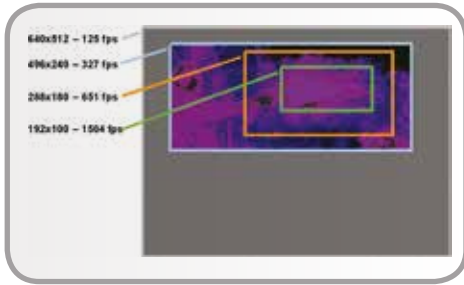 640x512 – 125 fps
496x240 – 327 fps
288x180 – 651 fps
192x100 – 1504 fps